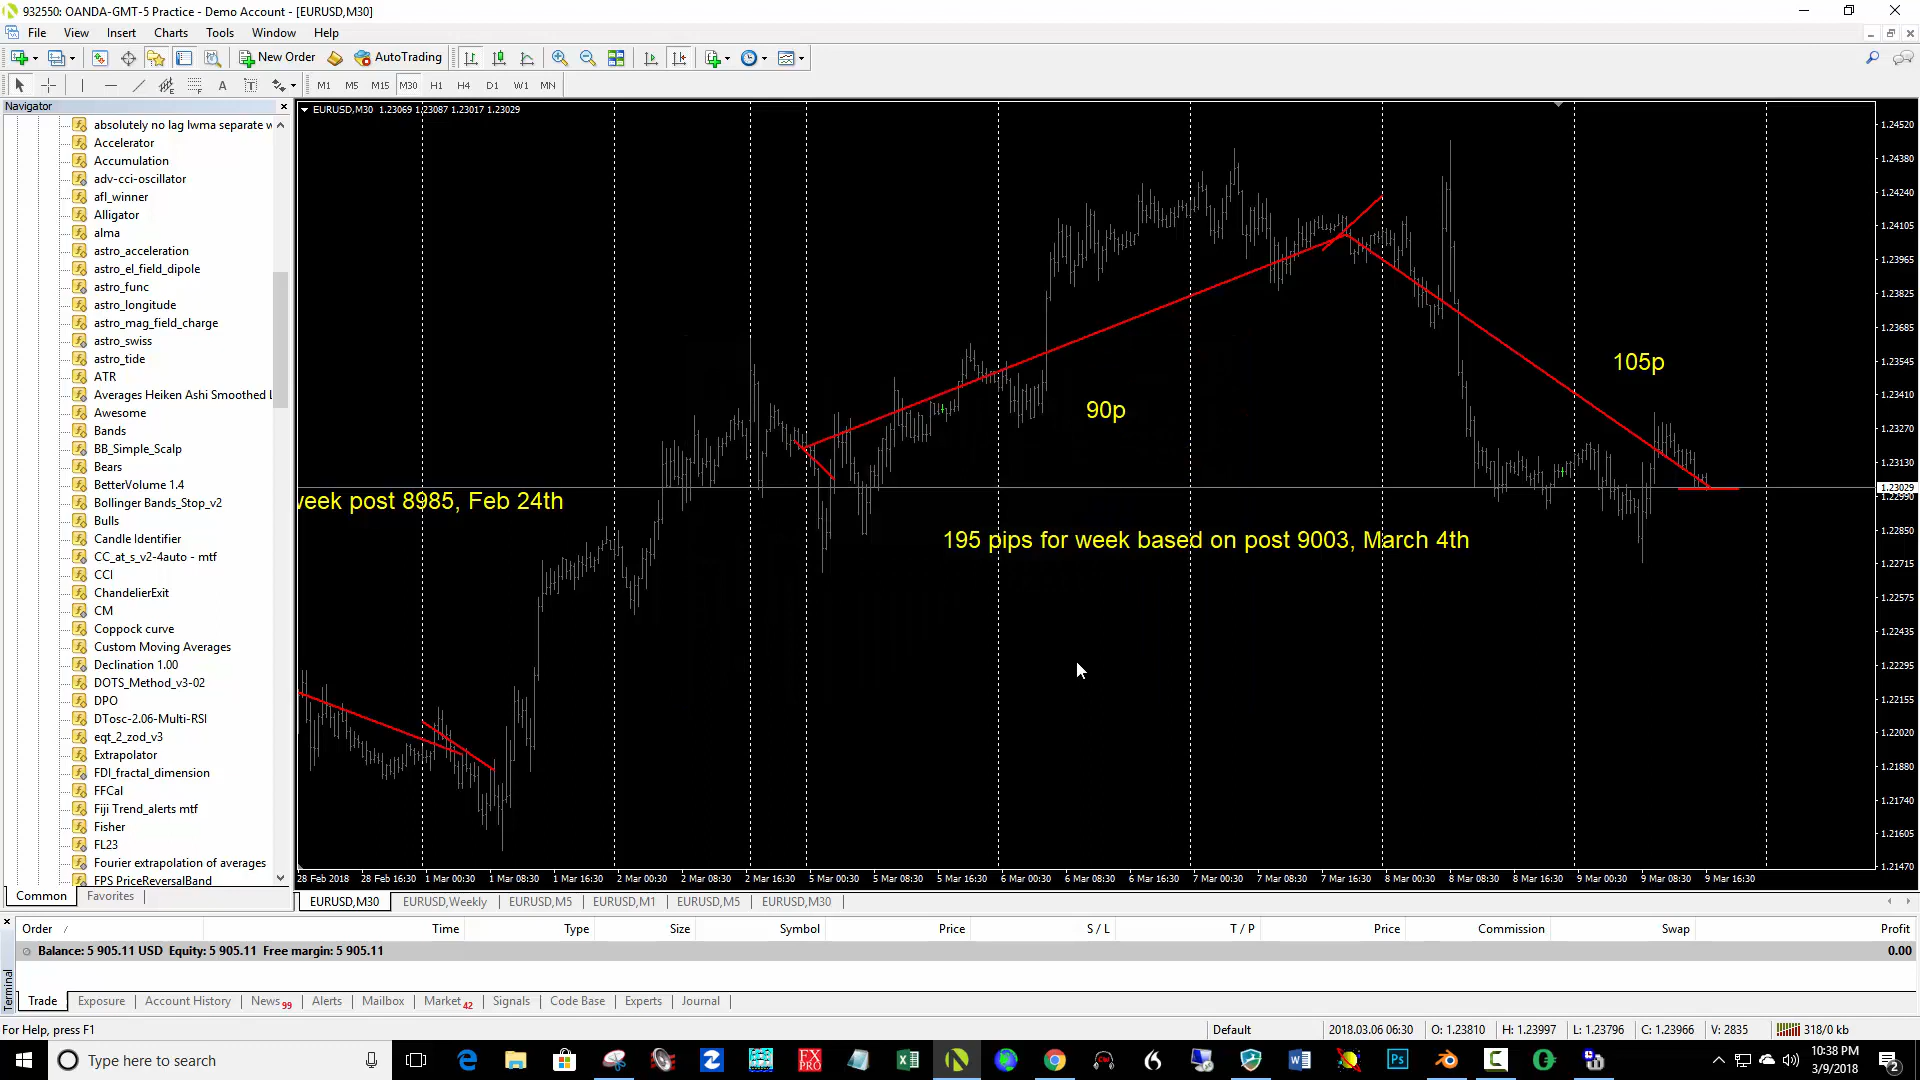 932550: OANDA-GMT-5 Practice - Demo Account - [EURUSD,M30]
File View Insert Charts Tools Window Help
New Order AutoTrading
M1 M5 M15 M30 H1 H4 D1 W1 MN
Navigator
absolutely no lag lwma separate w
Accelerator
Accumulation
adv-cci-oscillator
afl_winner
Alligator
alma
astro_acceleration
astro_el_field_dipole
astro_func
astro_longitude
astro_mag_field_charge
astro_swiss
astro_tide
ATR
Averages Heiken Ashi Smoothed L
Awesome
Bands
BB_Simple_Scalp
Bears
BetterVolume 1.4
Bollinger Bands_Stop_v2
Bulls
Candle Identifier
CC_at_s_v2-4auto - mtf
CCI
ChandelierExit
CM
Coppock curve
Custom Moving Averages
Declination 1.00
DOTS_Method_v3-02
DPO
DTosc-2.06-Multi-RSI
eqt_2_zod_v3
Extrapolator
FDI_fractal_dimension
FFCal
Fiji Trend_alerts mtf
Fisher
FL23
Fourier extrapolation of averages
FPS PriceReversalBand
Common Favorites
EURUSD,M30 1.23069 1.23087 1.23017 1.23029
105p
90p
week post 8985, Feb 24th
195 pips for week based on post 9003, March 4th
1.24520
1.24380
1.24240
1.24105
1.23965
1.23825
1.23685
1.23545
1.23410
1.23270
1.23130
1.23029
1.22990
1.22850
1.22715
1.22575
1.22435
1.22295
1.22155
1.22020
1.21880
1.21740
1.21605
1.21470
28 Feb 2018 28 Feb 16:30 1 Mar 00:30 1 Mar 08:30 1 Mar 16:30 2 Mar 00:30 2 Mar 08:30 2 Mar 16:30 5 Mar 00:30 5 Mar 08:30 5 Mar 16:30 6 Mar 00:30 6 Mar 08:30 6 Mar 16:30 7 Mar 00:30 7 Mar 08:30 7 Mar 16:30 8 Mar 00:30 8 Mar 08:30 8 Mar 16:30 9 Mar 00:30 9 Mar 08:30 9 Mar 16:30
EURUSD,M30 EURUSD,Weekly EURUSD,M5 EURUSD,M1 EURUSD,M5 EURUSD,M30
Order / Time Type Size Symbol Price S / L T / P Price Commission Swap Profit
Balance: 5 905.11 USD Equity: 5 905.11 Free margin: 5 905.11 0.00
Terminal
Trade Exposure Account History News 99 Alerts Mailbox Market 42 Signals Code Base Experts Journal
For Help, press F1 Default 2018.03.06 06:30 O: 1.23810 H: 1.23997 L: 1.23796 C: 1.23966 V: 2835 318/0 kb
Type here to search
10:38 PM
3/9/2018